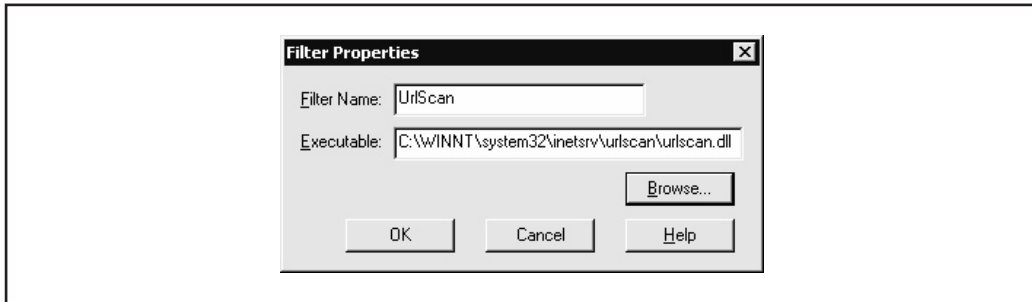 Filter Properties
Filter Name: UrlScan
Executable: C:\WINNT\system32\inetsrv\urlscan\urlscan.dll
Browse...
OK Cancel Help